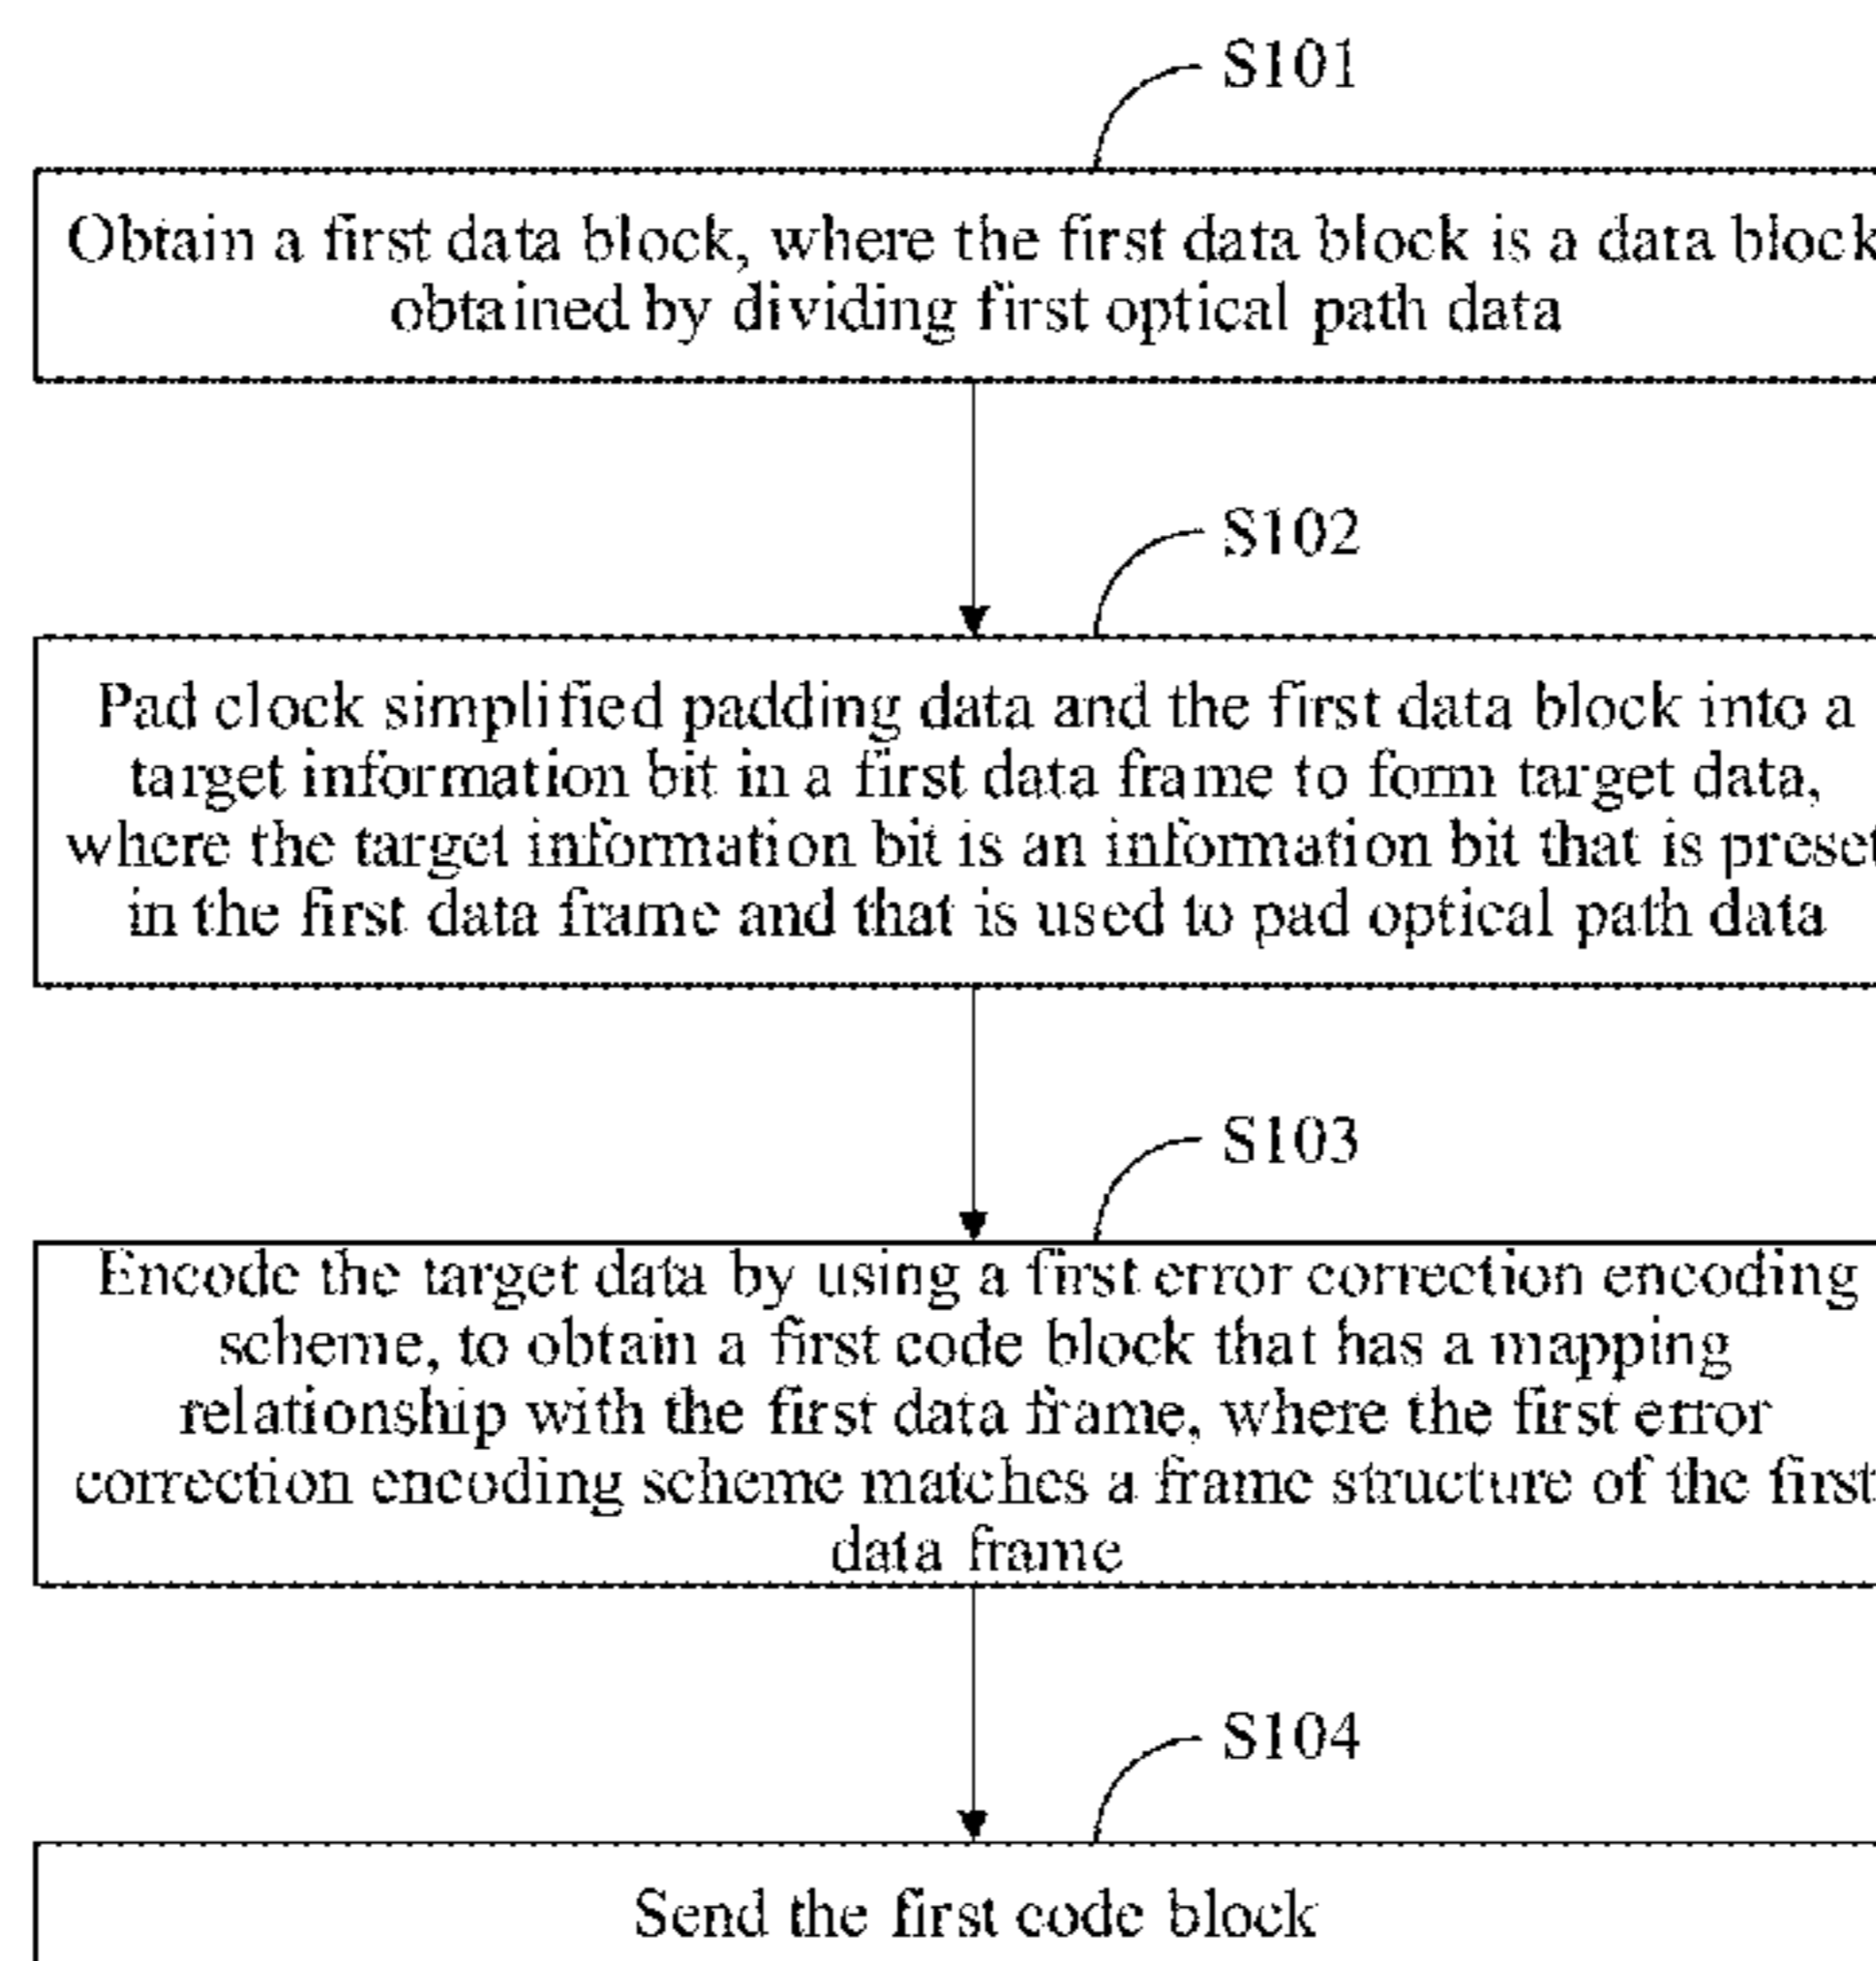 S101
Obtain a first data block, where the first data block is a data block
obtained by dividing first optical path data
S102
Pad clock simplified padding data and the first data block into a
target information bit in a first data frame to form target data,
where the target information bit is an information bit that is preset
in the first data frame and that is used to pad optical path data
S103
Encode the target data by using a first error correction encoding
scheme, to obtain a first code block that has a mapping
relationship with the first data frame, where the first error
correction encoding scheme matches a frame structure of the first
data frame
S104
Send the first code block